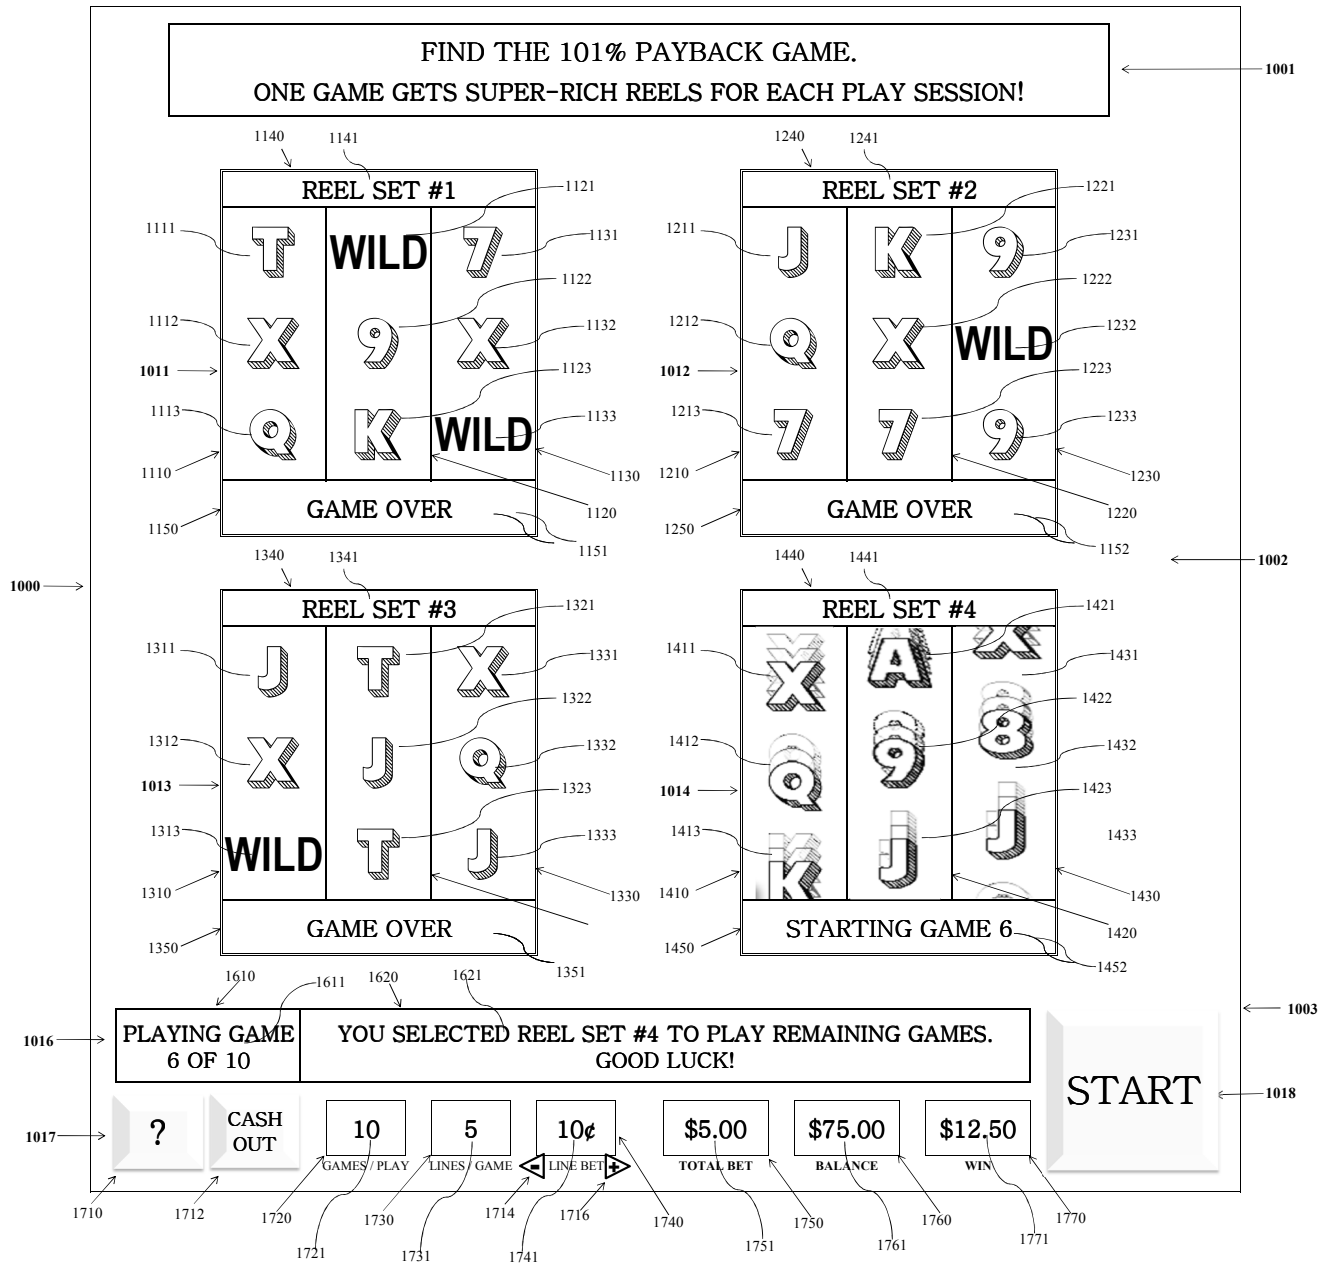 FIND THE 101% PAYBACK GAME.
ONE GAME GETS SUPER-RICH REELS FOR EACH PLAY SESSION!
1001
1140 1141 1240 1241
REEL SET #1 1121 REEL SET #2 1221
1111 T WILD 7 1131 1211 J K 9 1231
1122 1222
1112 X 9 X 1132 1212 Q X WILD 1232
1011 1123 1012 1223
1113 Q K WILD 1133 1213 7 7 9 1233
1110 1130 1210 1230
1150 GAME OVER 1120 1250 GAME OVER 1220
1151 1152
1340 1341 1440 1441 1002
1000
REEL SET #3 1321 REEL SET #4 1421
1311 J T X 1331 1411 X A X 1431
1322 1422
1312 X J Q 1332 1412 Q 9 8 1432
1013 1323 1014 1423
1313 WILD T J 1333 1413 K J J 1433
1310 1330 1410 1430
1350 GAME OVER 1450 STARTING GAME 6 1420
1351 1452
1610 1611 1620 1621
1003
1016 PLAYING GAME YOU SELECTED REEL SET #4 TO PLAY REMAINING GAMES.
6 OF 10 GOOD LUCK!
START 1018
1017 ? CASH OUT 10 5 10¢ $5.00 $75.00 $12.50
GAMES / PLAY LINES / GAME - LINE BET + TOTAL BET BALANCE WIN
1710 1712 1720 1730 1714 1716 1740 1750 1760 1770
1721 1731 1741 1751 1761 1771